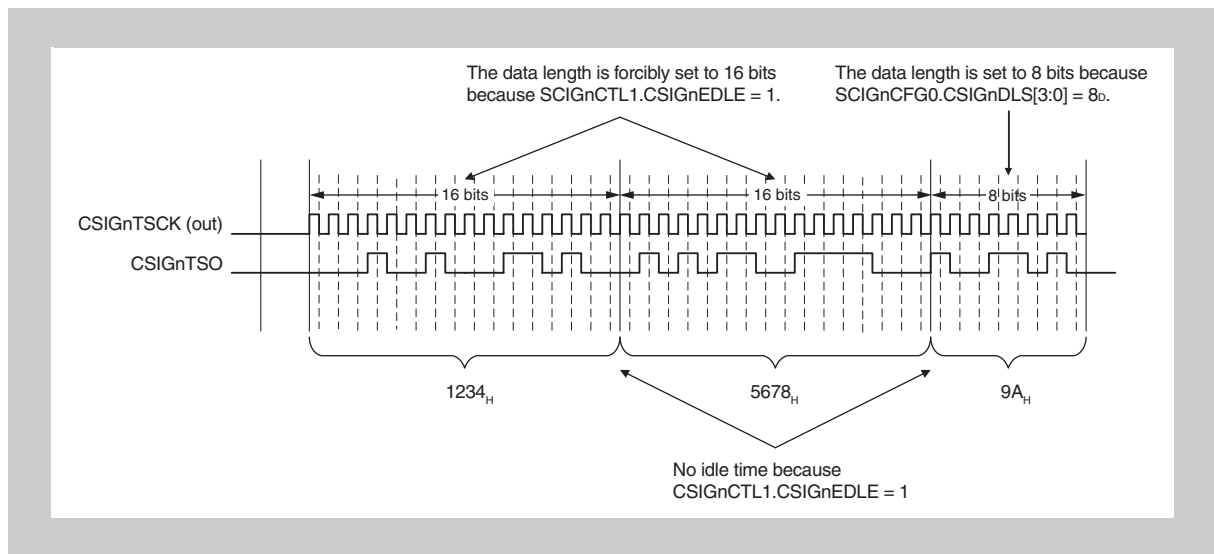 The data length is forcibly set to 16 bits
because SCIGnCTL1.CSIGnEDLE = 1.
The data length is set to 8 bits because
SCIGnCFG0.CSIGnDLS[3:0] = 8D.
16 bits
16 bits
8 bits
CSIGnTSCK (out)
CSIGnTSO
1234H
5678H
9AH
No idle time because
CSIGnCTL1.CSIGnEDLE = 1